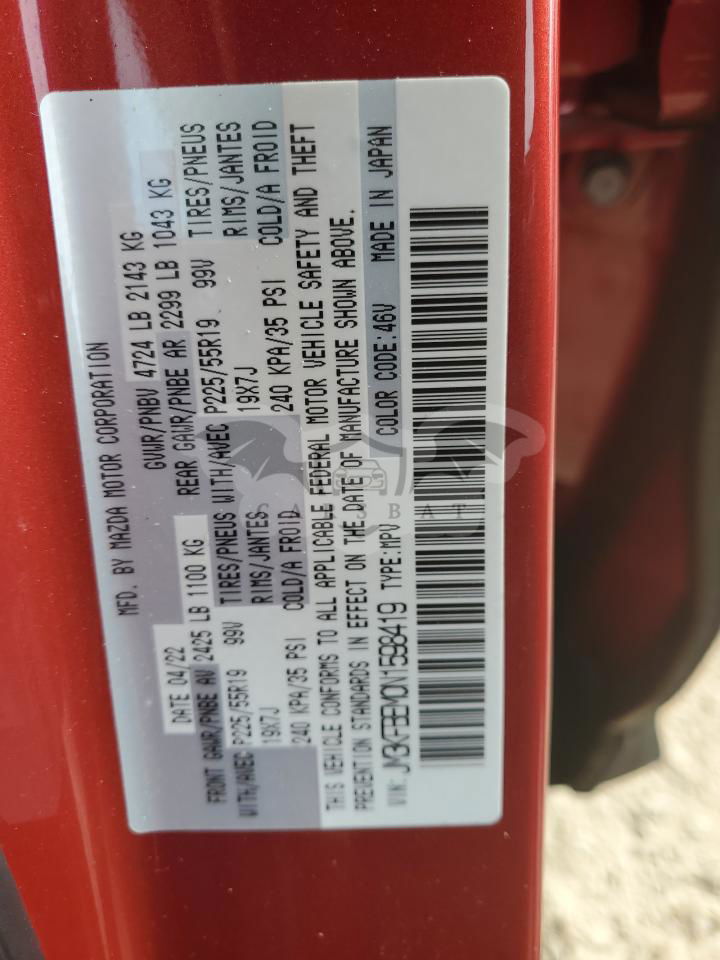 MFD. BY MAZDA MOTOR CORPORATION
DATE 04/22 GVWR/PNBV 4724 LB 2143 KG
FRONT GAWR/PNBE AV 2425 LB 1100 KG REAR GAWR/PNBE AR 2299 LB 1043 KG
WITH/AVEC P225/55R19 99V TIRES/PNEUS WITH/AVEC P225/55R19 99V TIRES/PNEUS
19X7J RIMS/JANTES 19X7J RIMS/JANTES
240 KPA/35 PSI COLD/A FROID 240 KPA/35 PSI COLD/A FROID
THIS VEHICLE CONFORMS TO ALL APPLICABLE FEDERAL MOTOR VEHICLE SAFETY AND THEFT
PREVENTION STANDARDS IN EFFECT ON THE DATE OF MANUFACTURE SHOWN ABOVE.
VIN: JM3KFBEM0N1598419 TYPE:MPV COLOR CODE:46V MADE IN JAPAN
CARSBAT